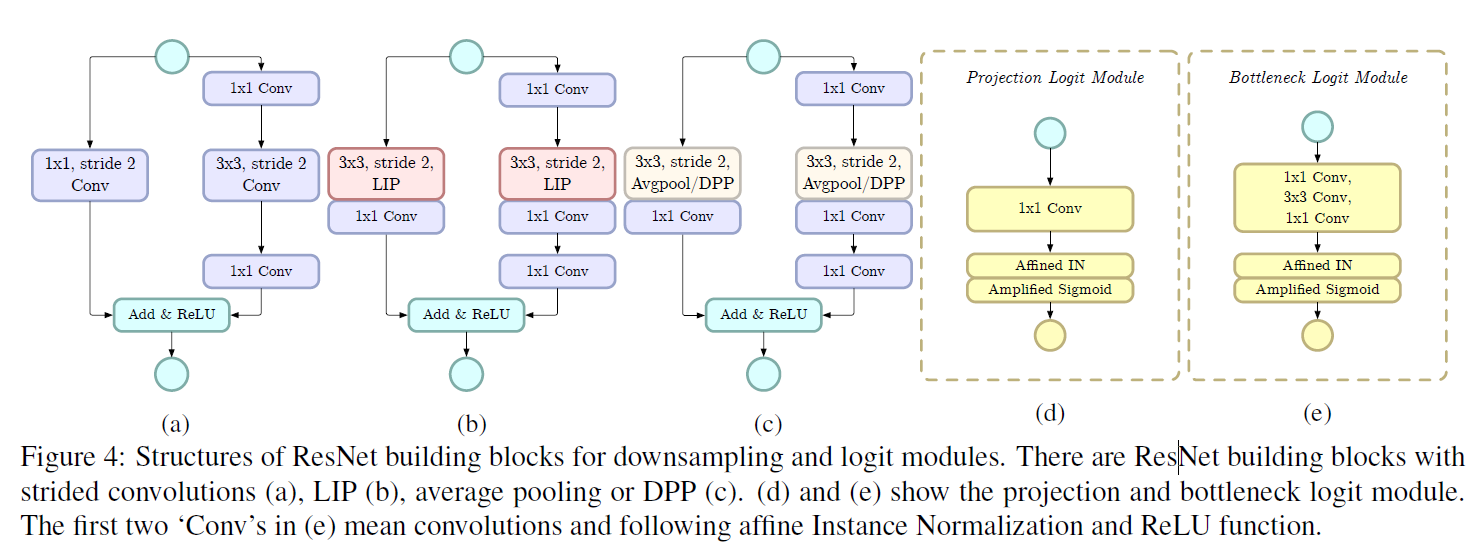 1x1 Conv
1x1, stride 2
Conv
3x3, stride 2
Conv
1x1 Conv
Add & ReLU
(a)
1x1 Conv
3x3, stride 2,
LIP
1x1 Conv
3x3, stride 2,
LIP
1x1 Conv
1x1 Conv
Add & ReLU
(b)
1x1 Conv
3x3, stride 2,
Avgpool/DPP
1x1 Conv
3x3, stride 2,
Avgpool/DPP
1x1 Conv
1x1 Conv
Add & ReLU
(c)
Projection Logit Module
1x1 Conv
Affined IN
Amplified Sigmoid
(d)
Bottleneck Logit Module
1x1 Conv,
3x3 Conv,
1x1 Conv
Affined IN
Amplified Sigmoid
(e)
Figure 4: Structures of ResNet building blocks for downsampling and logit modules. There are ResNet building blocks with
strided convolutions (a), LIP (b), average pooling or DPP (c). (d) and (e) show the projection and bottleneck logit module.
The first two ‘Conv’s in (e) mean convolutions and following affine Instance Normalization and ReLU function.